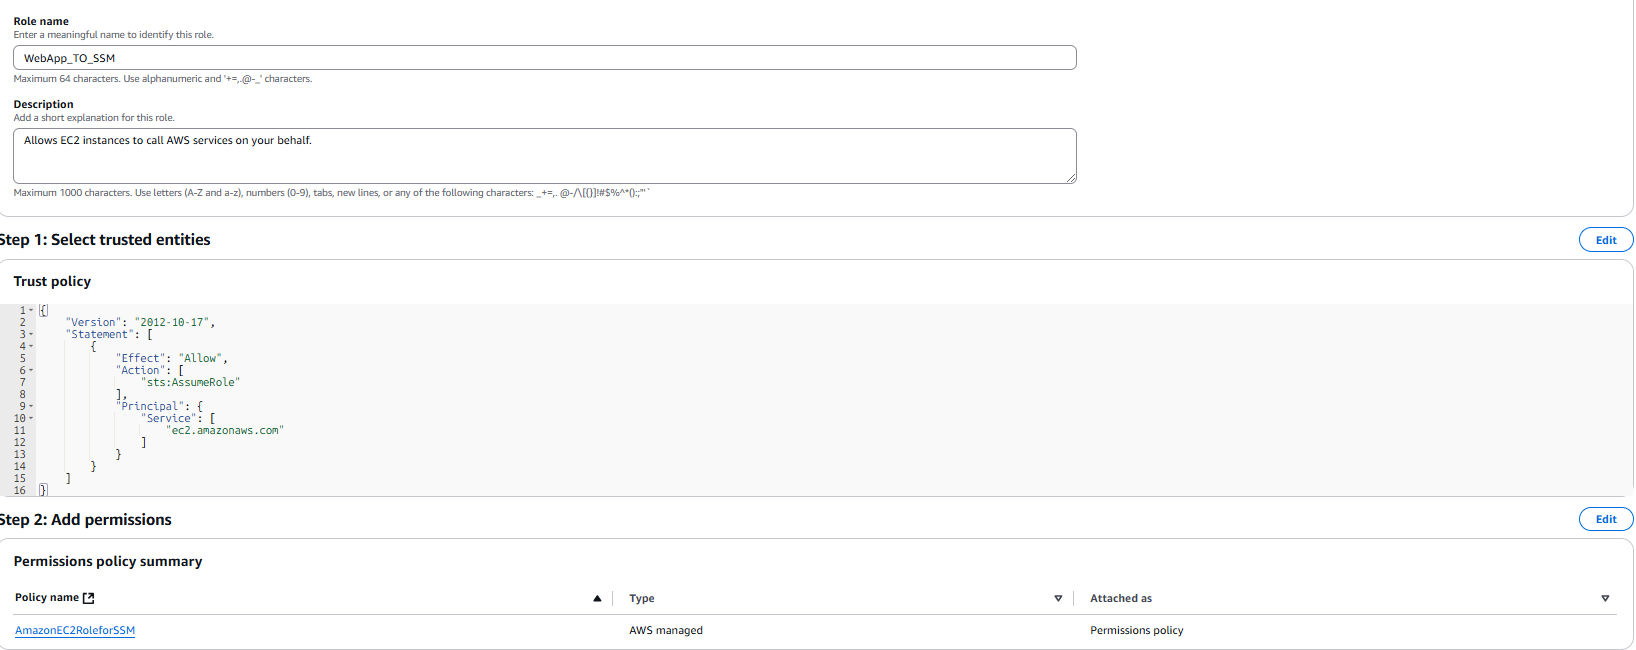 Role name
Enter a meaningful name to identify this role.
WebApp_TO_SSM
Maximum 64 characters. Use alphanumeric and '+=,.@-_' characters.
Description
Add a short explanation for this role.
Allows EC2 instances to call AWS services on your behalf.
Maximum 1000 characters. Use letters (A-Z and a-z), numbers (0-9), tabs, new lines, or any of the following characters: _+=,. @-/\[{}]!#$%^*();:"'`
Step 1: Select trusted entities
Edit
Trust policy
1 {
2     "Version": "2012-10-17",
3     "Statement": [
4         {
5             "Effect": "Allow",
6             "Action": [
7                 "sts:AssumeRole"
8             ],
9             "Principal": {
10                 "Service": [
11                     "ec2.amazonaws.com"
12                 ]
13             }
14         }
15     ]
16 }
Step 2: Add permissions
Edit
Permissions policy summary
Policy name Type Attached as
AmazonEC2RoleforSSM AWS managed Permissions policy